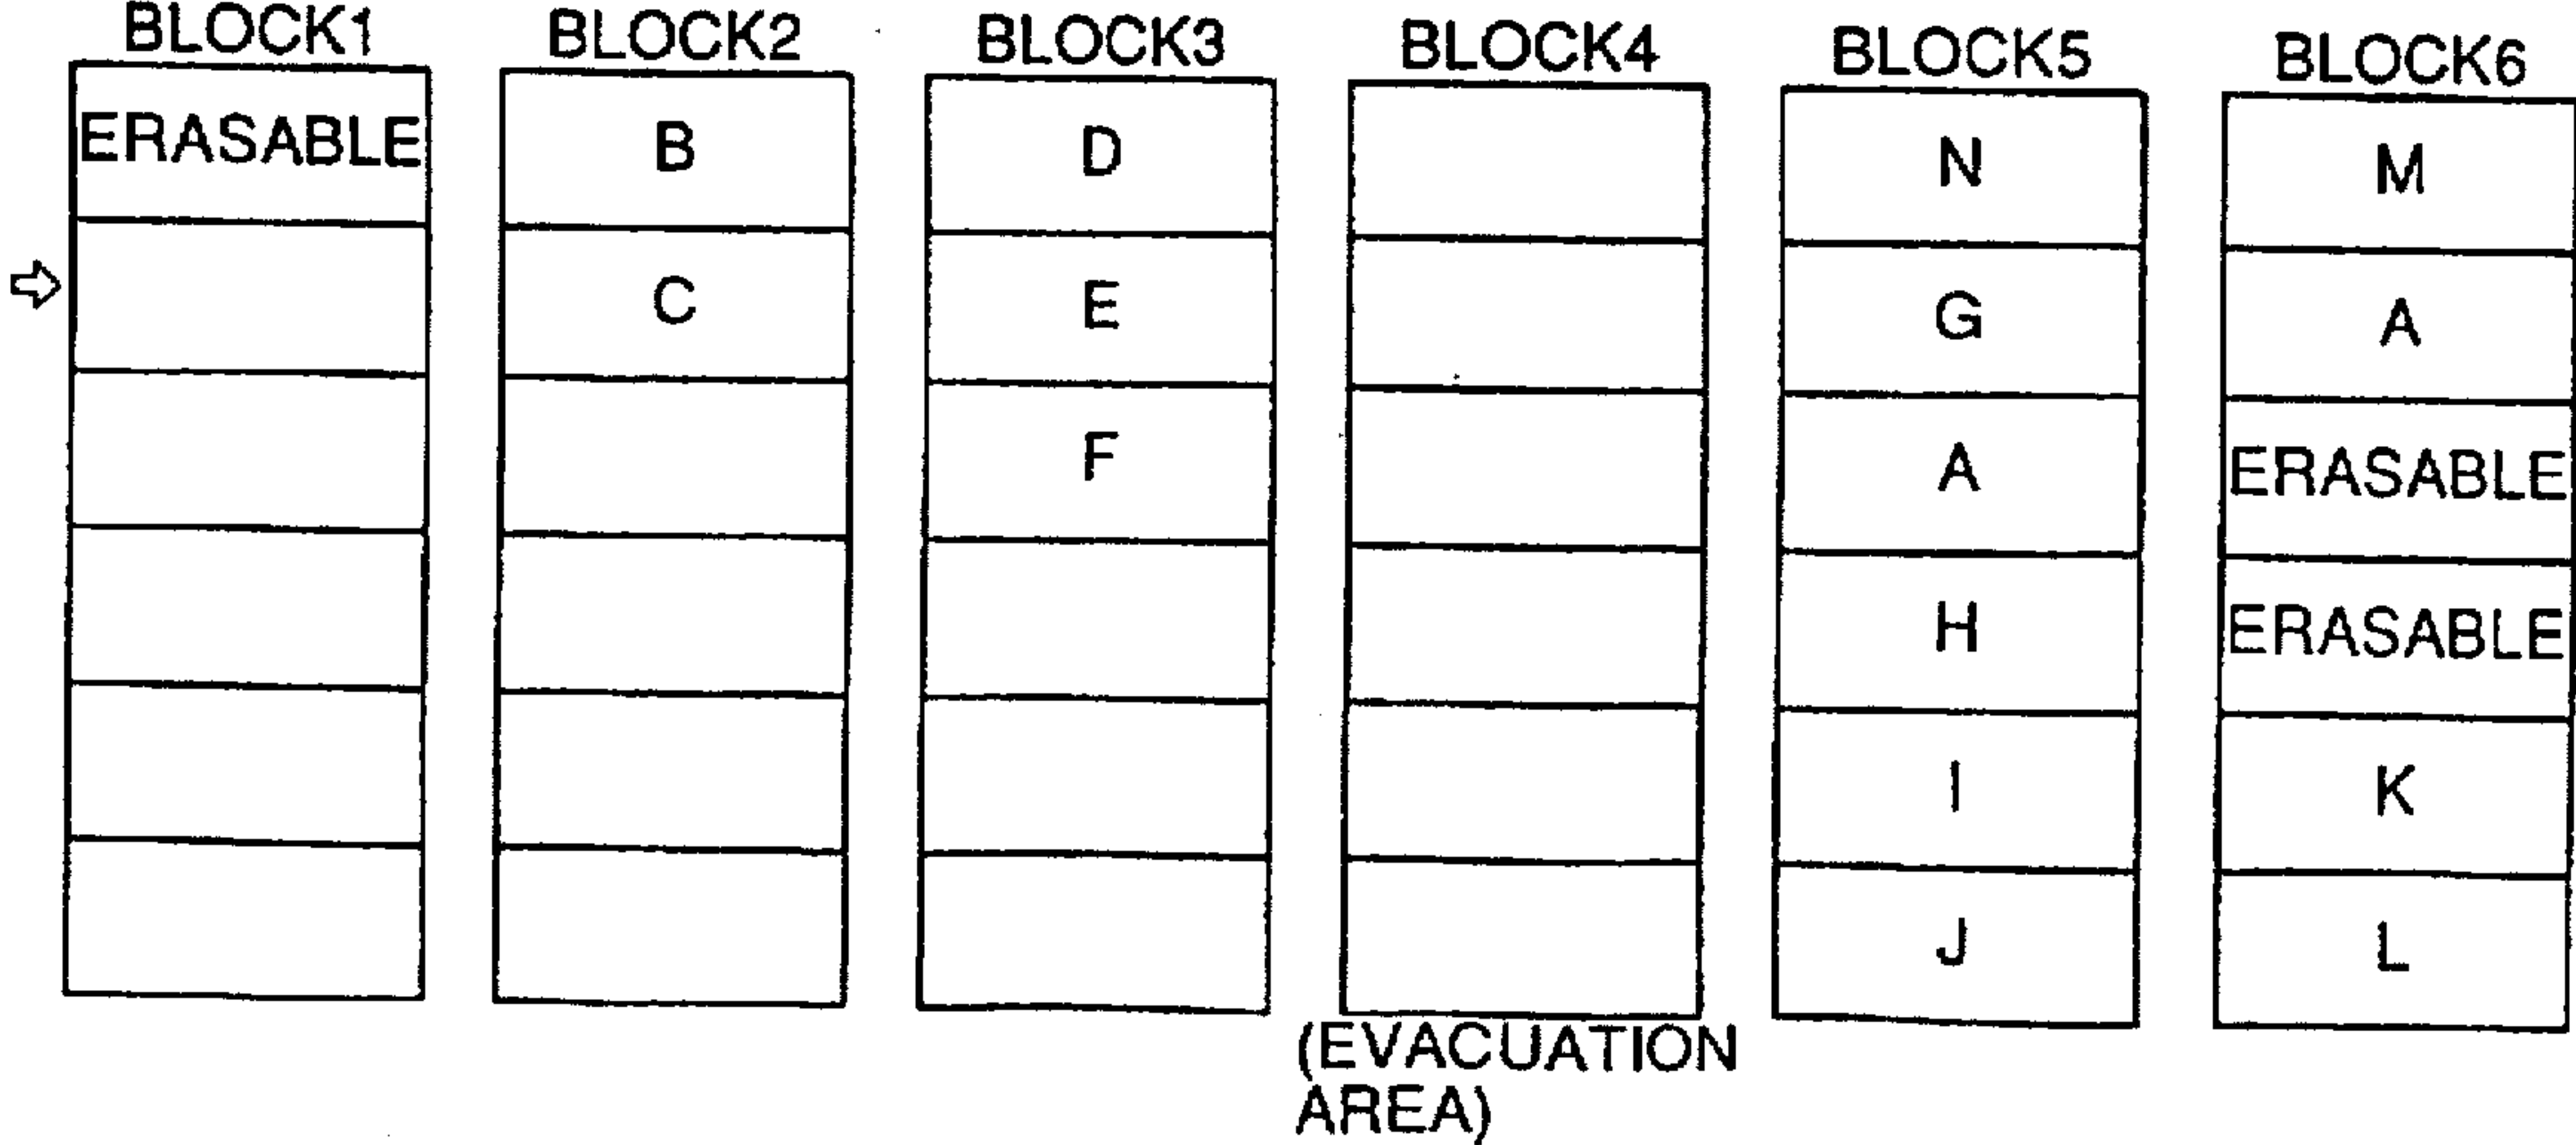 BLOCK1 BLOCK2 BLOCK3 BLOCK4 BLOCK5 BLOCK6
ERASABLE B D N M
C E G A
F A ERASABLE
H ERASABLE
I K
J L
(EVACUATION
AREA)